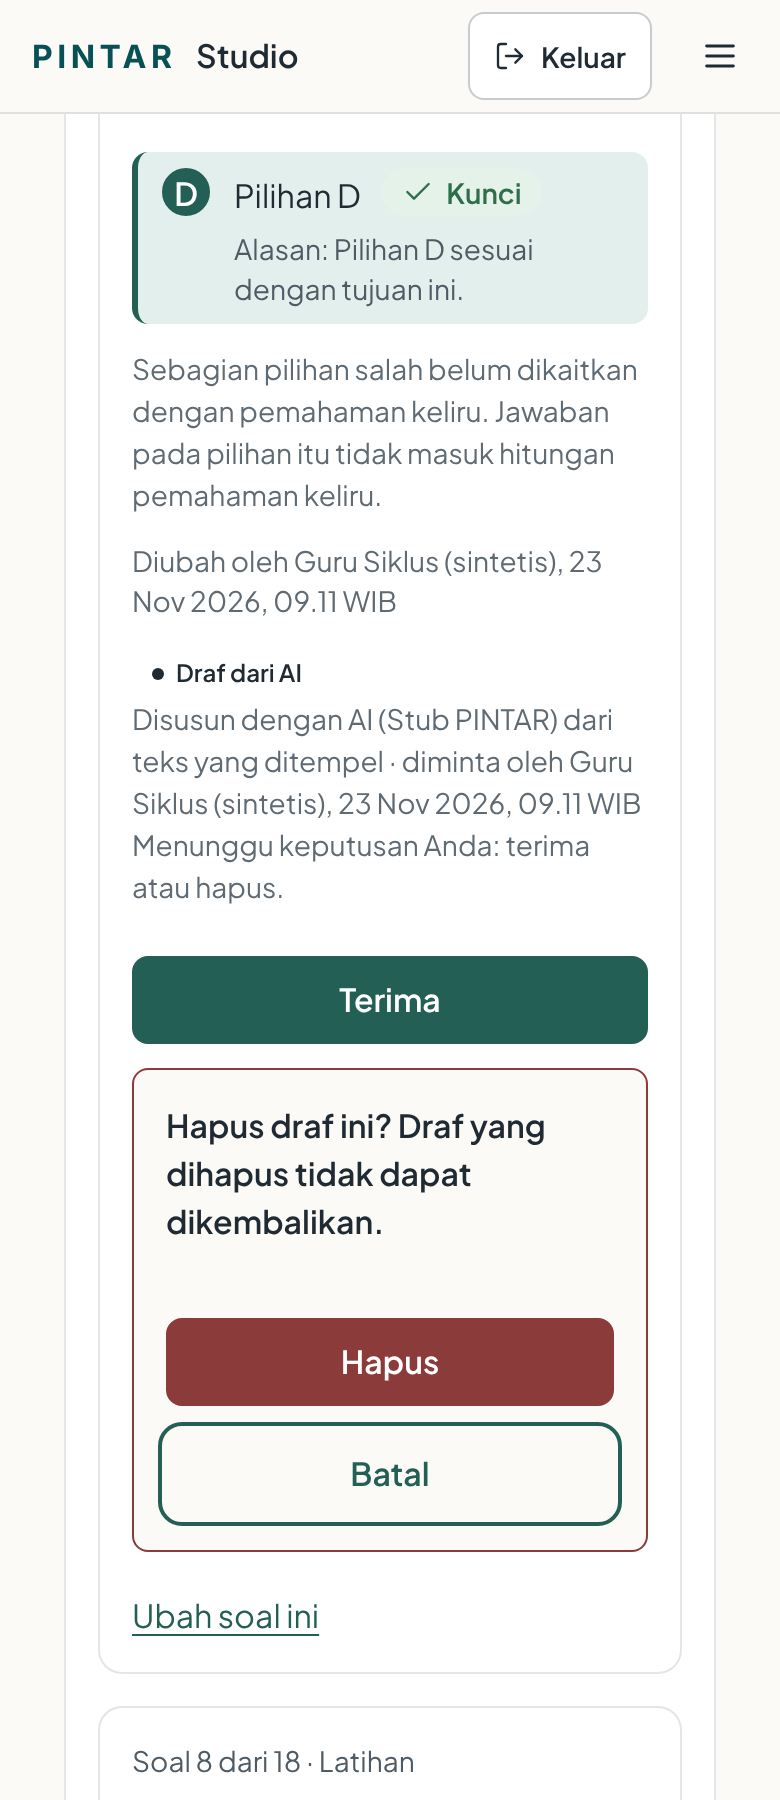 PINTAR Studio
Keluar
D Pilihan D Kunci
Alasan: Pilihan D sesuai
dengan tujuan ini.
Sebagian pilihan salah belum dikaitkan
dengan pemahaman keliru. Jawaban
pada pilihan itu tidak masuk hitungan
pemahaman keliru.
Diubah oleh Guru Siklus (sintetis), 23
Nov 2026, 09.11 WIB
• Draf dari AI
Disusun dengan AI (Stub PINTAR) dari
teks yang ditempel · diminta oleh Guru
Siklus (sintetis), 23 Nov 2026, 09.11 WIB
Menunggu keputusan Anda: terima
atau hapus.
Terima
Hapus draf ini? Draf yang
dihapus tidak dapat
dikembalikan.
Hapus
Batal
Ubah soal ini
Soal 8 dari 18 · Latihan